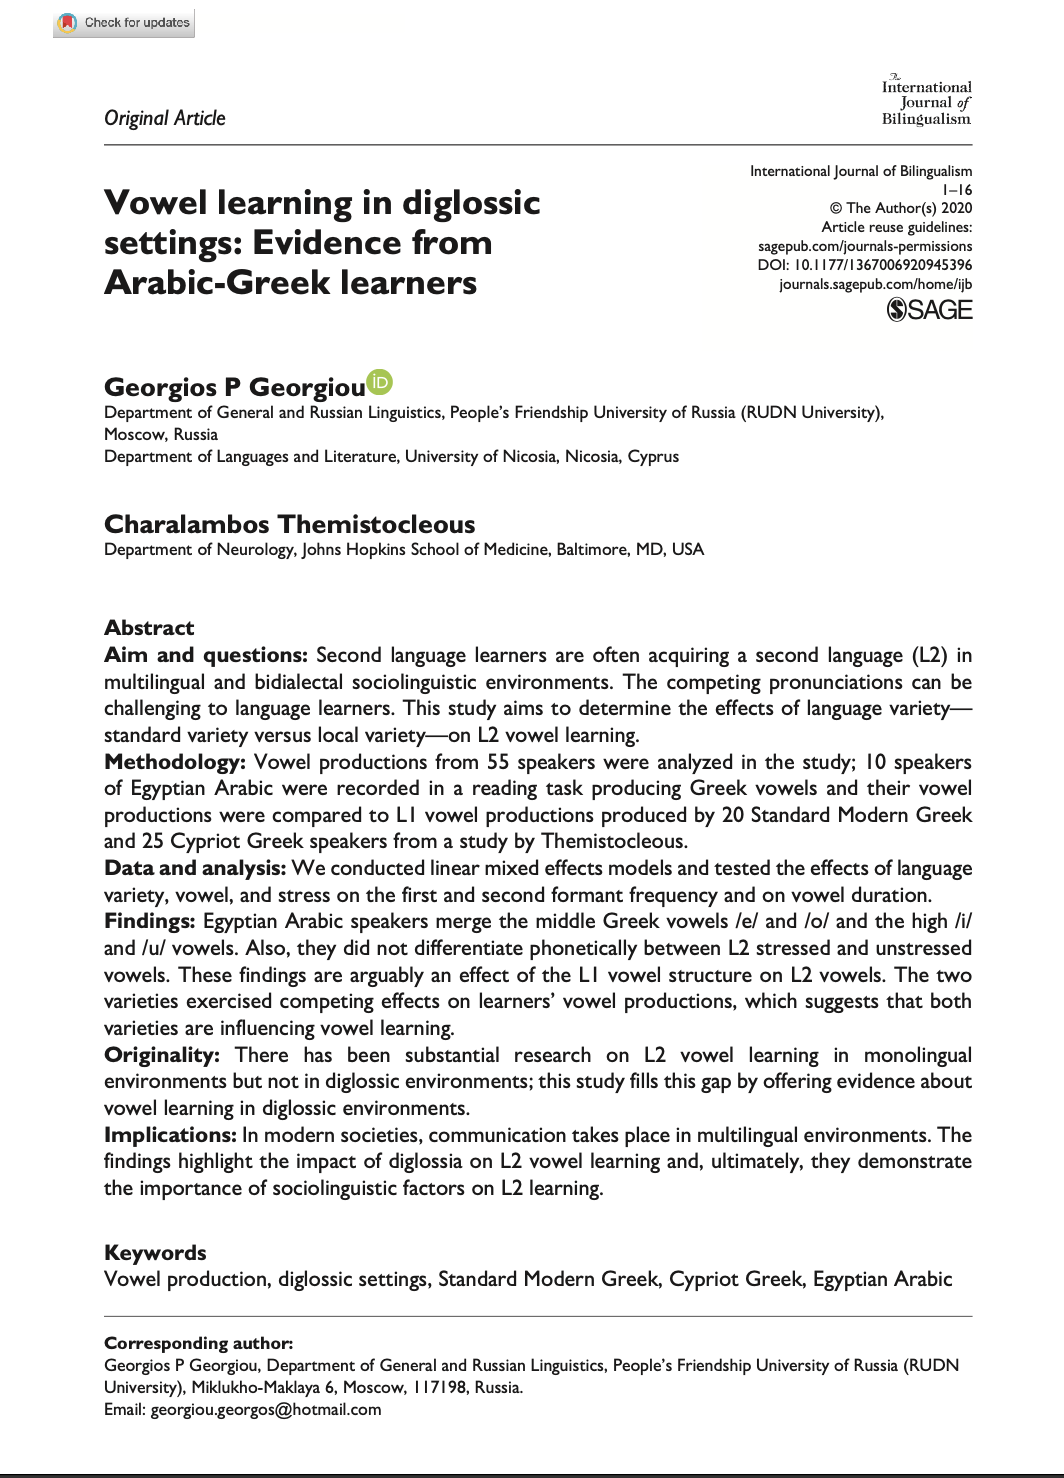 Check for updates
Original Article
The
International
Journal of
Bilingualism
Vowel learning in diglossic
settings: Evidence from
Arabic-Greek learners
International Journal of Bilingualism
1–16
© The Author(s) 2020
Article reuse guidelines:
sagepub.com/journals-permissions
DOI: 10.1177/1367006920945396
journals.sagepub.com/home/ijb
SAGE
Georgios P Georgiou iD
Department of General and Russian Linguistics, People’s Friendship University of Russia (RUDN University),
Moscow, Russia
Department of Languages and Literature, University of Nicosia, Nicosia, Cyprus
Charalambos Themistocleous
Department of Neurology, Johns Hopkins School of Medicine, Baltimore, MD, USA
Abstract
Aim and questions: Second language learners are often acquiring a second language (L2) in
multilingual and bidialectal sociolinguistic environments. The competing pronunciations can be
challenging to language learners. This study aims to determine the effects of language variety—
standard variety versus local variety—on L2 vowel learning.
Methodology: Vowel productions from 55 speakers were analyzed in the study; 10 speakers
of Egyptian Arabic were recorded in a reading task producing Greek vowels and their vowel
productions were compared to L1 vowel productions produced by 20 Standard Modern Greek
and 25 Cypriot Greek speakers from a study by Themistocleous.
Data and analysis: We conducted linear mixed effects models and tested the effects of language
variety, vowel, and stress on the first and second formant frequency and on vowel duration.
Findings: Egyptian Arabic speakers merge the middle Greek vowels /e/ and /o/ and the high /i/
and /u/ vowels. Also, they did not differentiate phonetically between L2 stressed and unstressed
vowels. These findings are arguably an effect of the L1 vowel structure on L2 vowels. The two
varieties exercised competing effects on learners’ vowel productions, which suggests that both
varieties are influencing vowel learning.
Originality: There has been substantial research on L2 vowel learning in monolingual
environments but not in diglossic environments; this study fills this gap by offering evidence about
vowel learning in diglossic environments.
Implications: In modern societies, communication takes place in multilingual environments. The
findings highlight the impact of diglossia on L2 vowel learning and, ultimately, they demonstrate
the importance of sociolinguistic factors on L2 learning.
Keywords
Vowel production, diglossic settings, Standard Modern Greek, Cypriot Greek, Egyptian Arabic
Corresponding author:
Georgios P Georgiou, Department of General and Russian Linguistics, People’s Friendship University of Russia (RUDN
University), Miklukho-Maklaya 6, Moscow, 117198, Russia.
Email: georgiou.georgos@hotmail.com